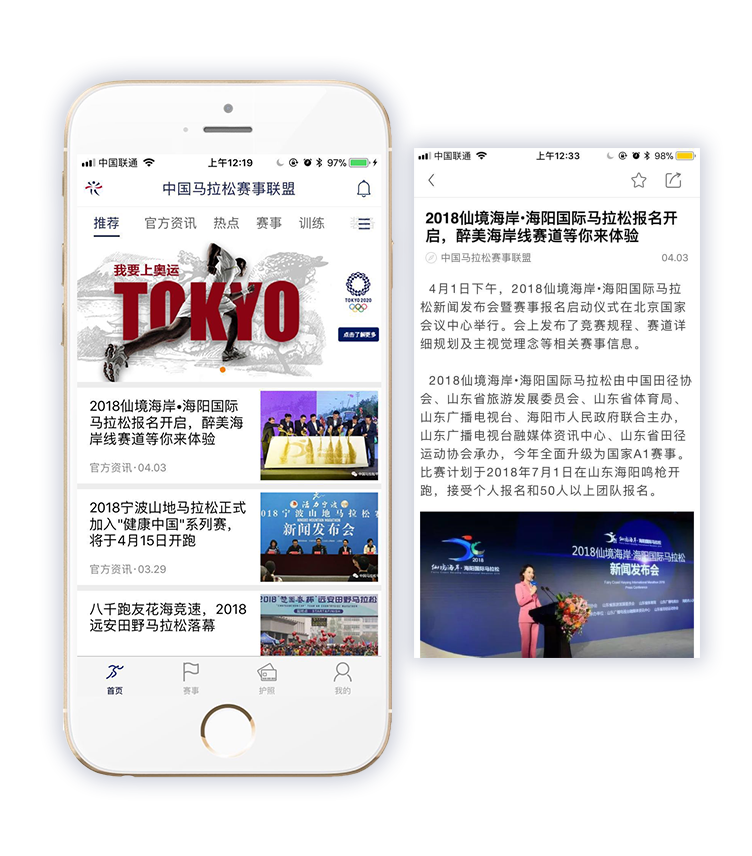 中国联通
上午12:19
97%
中国马拉松赛事联盟
推荐 官方资讯 热点 赛事 训练
我要上奥运
TOKYO
TOKYO 2020
点击了解更多
2018仙境海岸•海阳国际
马拉松报名开启，醉美海
岸线赛道等你来体验
官方资讯·04.03
2018宁波山地马拉松正式
加入"健康中国"系列赛，
将于4月15日开跑
官方资讯·03.29
2018宁波山地马拉松赛
NINGBO MOUNTAIN MARATHON
新闻发布会
八千跑友花海竞速，2018
远安田野马拉松落幕
首页 赛事 护照 我的
中国联通
上午12:33
98%
2018仙境海岸·海阳国际马拉松报名开
启，醉美海岸线赛道等你来体验
中国马拉松赛事联盟
04.03
4月1日下午，2018仙境海岸·海阳国际马拉
松新闻发布会暨赛事报名启动仪式在北京国家
会议中心举行。会上发布了竞赛规程、赛道详
细规划及主视觉理念等相关赛事信息。
2018仙境海岸·海阳国际马拉松由中国田径协
会、山东省旅游发展委员会、山东省体育局、
山东广播电视台、海阳市人民政府联合主办，
山东广播电视台融媒体资讯中心、山东省田径
运动协会承办，今年全面升级为国家A1赛事。
比赛计划于2018年7月1日在山东海阳鸣枪开
跑，接受个人报名和50人以上团队报名。
2018
仙境海岸·海阳国际马拉松
2018仙境海岸·海阳国际马拉松
新闻发布会